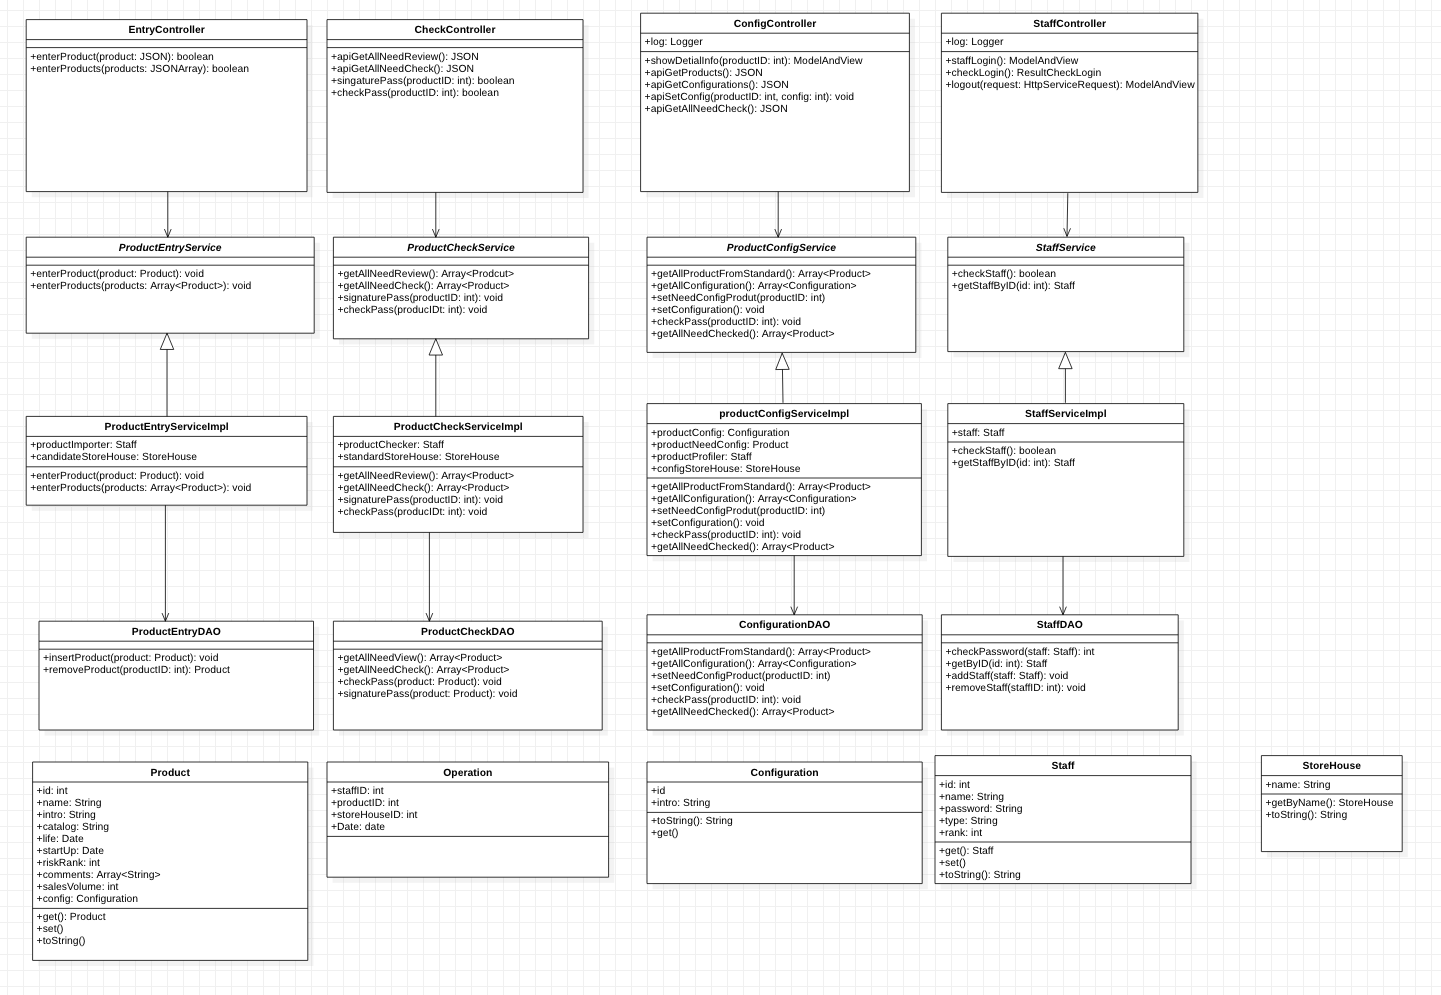 EntryController
+enterProduct(product: JSON): boolean
+enterProducts(products: JSONArray): boolean
CheckController
+apiGetAllNeedReview(): JSON
+apiGetAllNeedCheck(): JSON
+singaturePass(productID: int): boolean
+checkPass(productID: int): boolean
ConfigController
+log: Logger
+showDetialInfo(productID: int): ModelAndView
+apiGetProducts(): JSON
+apiGetConfigurations(): JSON
+apiSetConfig(productID: int, config: int): void
+apiGetAllNeedCheck(): JSON
StaffController
+log: Logger
+staffLogin(): ModelAndView
+checkLogin(): ResultCheckLogin
+logout(request: HttpServiceRequest): ModelAndView
ProductEntryService
+enterProduct(product: Product): void
+enterProducts(products: Array<Product>): void
ProductCheckService
+getAllNeedReview(): Array<Prodcut>
+getAllNeedCheck(): Array<Product>
+signaturePass(productID: int): void
+checkPass(producIDt: int): void
ProductConfigService
+getAllProductFromStandard(): Array<Product>
+getAllConfiguration(): Array<Configuration>
+setNeedConfigProdut(productID: int)
+setConfiguration(): void
+checkPass(productID: int): void
+getAllNeedChecked(): Array<Product>
StaffService
+checkStaff(): boolean
+getStaffByID(id: int): Staff
ProductEntryServiceImpl
+productImporter: Staff
+candidateStoreHouse: StoreHouse
+enterProduct(product: Product): void
+enterProducts(products: Array<Product>): void
ProductCheckServiceImpl
+productChecker: Staff
+standardStoreHouse: StoreHouse
+getAllNeedReview(): Array<Product>
+getAllNeedCheck(): Array<Product>
+signaturePass(productID: int): void
+checkPass(producIDt: int): void
productConfigServiceImpl
+productConfig: Configuration
+productNeedConfig: Product
+productProfiler: Staff
+configStoreHouse: StoreHouse
+getAllProductFromStandard(): Array<Product>
+getAllConfiguration(): Array<Configuration>
+setNeedConfigProdut(productID: int)
+setConfiguration(): void
+checkPass(productID: int): void
+getAllNeedChecked(): Array<Product>
StaffServiceImpl
+staff: Staff
+checkStaff(): boolean
+getStaffByID(id: int): Staff
ProductEntryDAO
+insertProduct(product: Product): void
+removeProduct(productID: int): Product
ProductCheckDAO
+getAllNeedView(): Array<Product>
+getAllNeedCheck(): Array<Product>
+checkPass(product: Product): void
+signaturePass(product: Product): void
ConfigurationDAO
+getAllProductFromStandard(): Array<Product>
+getAllConfiguration(): Array<Configuration>
+setNeedConfigProduct(productID: int)
+setConfiguration(): void
+checkPass(productID: int): void
+getAllNeedChecked(): Array<Product>
StaffDAO
+checkPassword(staff: Staff): int
+getByID(id: int): Staff
+addStaff(staff: Staff): void
+removeStaff(staffID: int): void
Product
+id: int
+name: String
+intro: String
+catalog: String
+life: Date
+startUp: Date
+riskRank: int
+comments: Array<String>
+salesVolume: int
+config: Configuration
+get(): Product
+set()
+toString()
Operation
+staffID: int
+productID: int
+storeHouseID: int
+Date: date
Configuration
+id
+intro: String
+toString(): String
+get()
Staff
+id: int
+name: String
+password: String
+type: String
+rank: int
+get(): Staff
+set()
+toString(): String
StoreHouse
+name: String
+getByName(): StoreHouse
+toString(): String